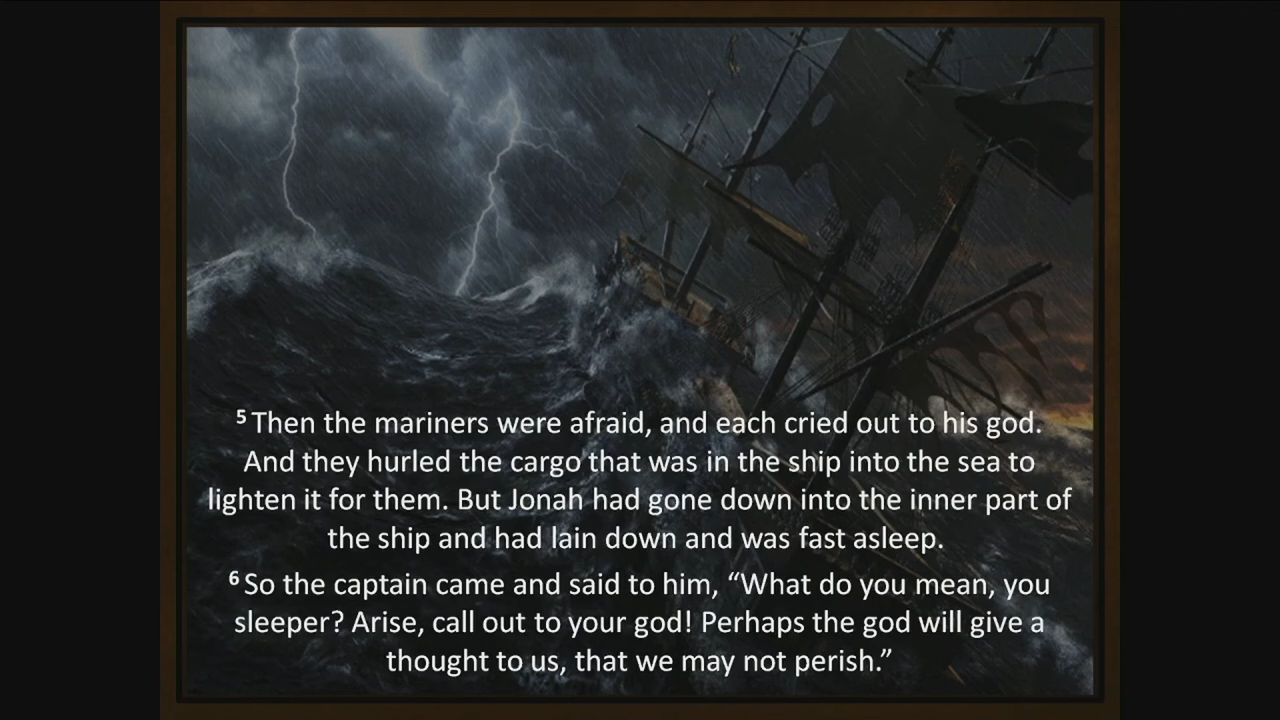 5 Then the mariners were afraid, and each cried out to his god.
And they hurled the cargo that was in the ship into the sea to
lighten it for them. But Jonah had gone down into the inner part of
the ship and had lain down and was fast asleep.
6 So the captain came and said to him, “What do you mean, you
sleeper? Arise, call out to your god! Perhaps the god will give a
thought to us, that we may not perish.”